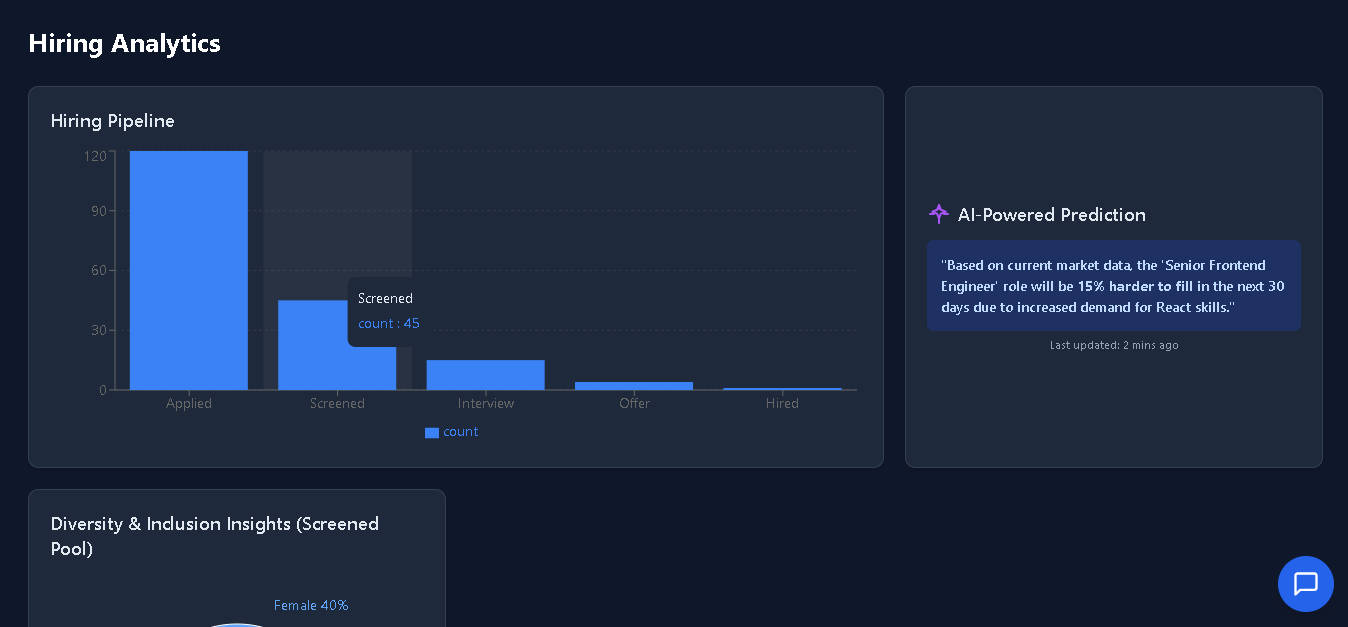 Hiring Analytics
Hiring Pipeline
120
90
60
30
0
Screened
count : 45
Applied
Screened
Interview
Offer
Hired
count
AI-Powered Prediction
"Based on current market data, the 'Senior Frontend
Engineer' role will be 15% harder to fill in the next 30
days due to increased demand for React skills."
Last updated: 2 mins ago
Diversity & Inclusion Insights (Screened
Pool)
Female 40%